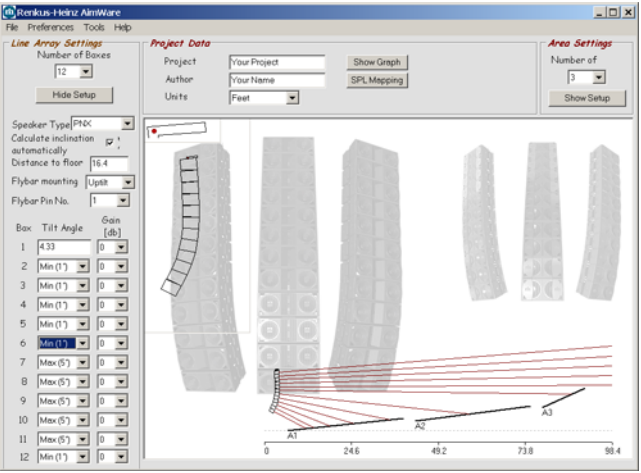 Renkus-Heinz AimWare
File Preferences Tools Help
Line Array Settings
Number of Boxes
12
Hide Setup
Speaker Type PNX
Calculate inclination
automatically
Distance to floor 16.4
Flybar mounting Uptilt
Flybar Pin No. 1
Box Tilt Angle Gain
[db]
1 4.33 0
2 Min (1°) 0
3 Min (1°) 0
4 Min (1°) 0
5 Min (1°) 0
6 Min (1°) 0
7 Max (5°) 0
8 Max (5°) 0
9 Max (5°) 0
10 Max (5°) 0
11 Max (5°) 0
12 Min (1°) 0
Project Data
Project Your Project Show Graph
Author Your Name SPL Mapping
Units Feet
Area Settings
Number of
3
Show Setup
A1 A2 A3
0 24.6 49.2 73.8 98.4